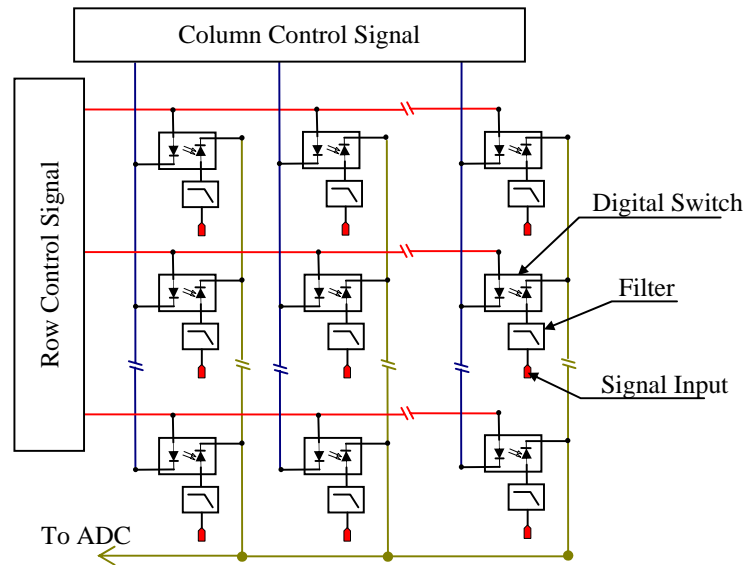 Column Control Signal
Row Control Signal
Digital Switch
Filter
Signal Input
To ADC